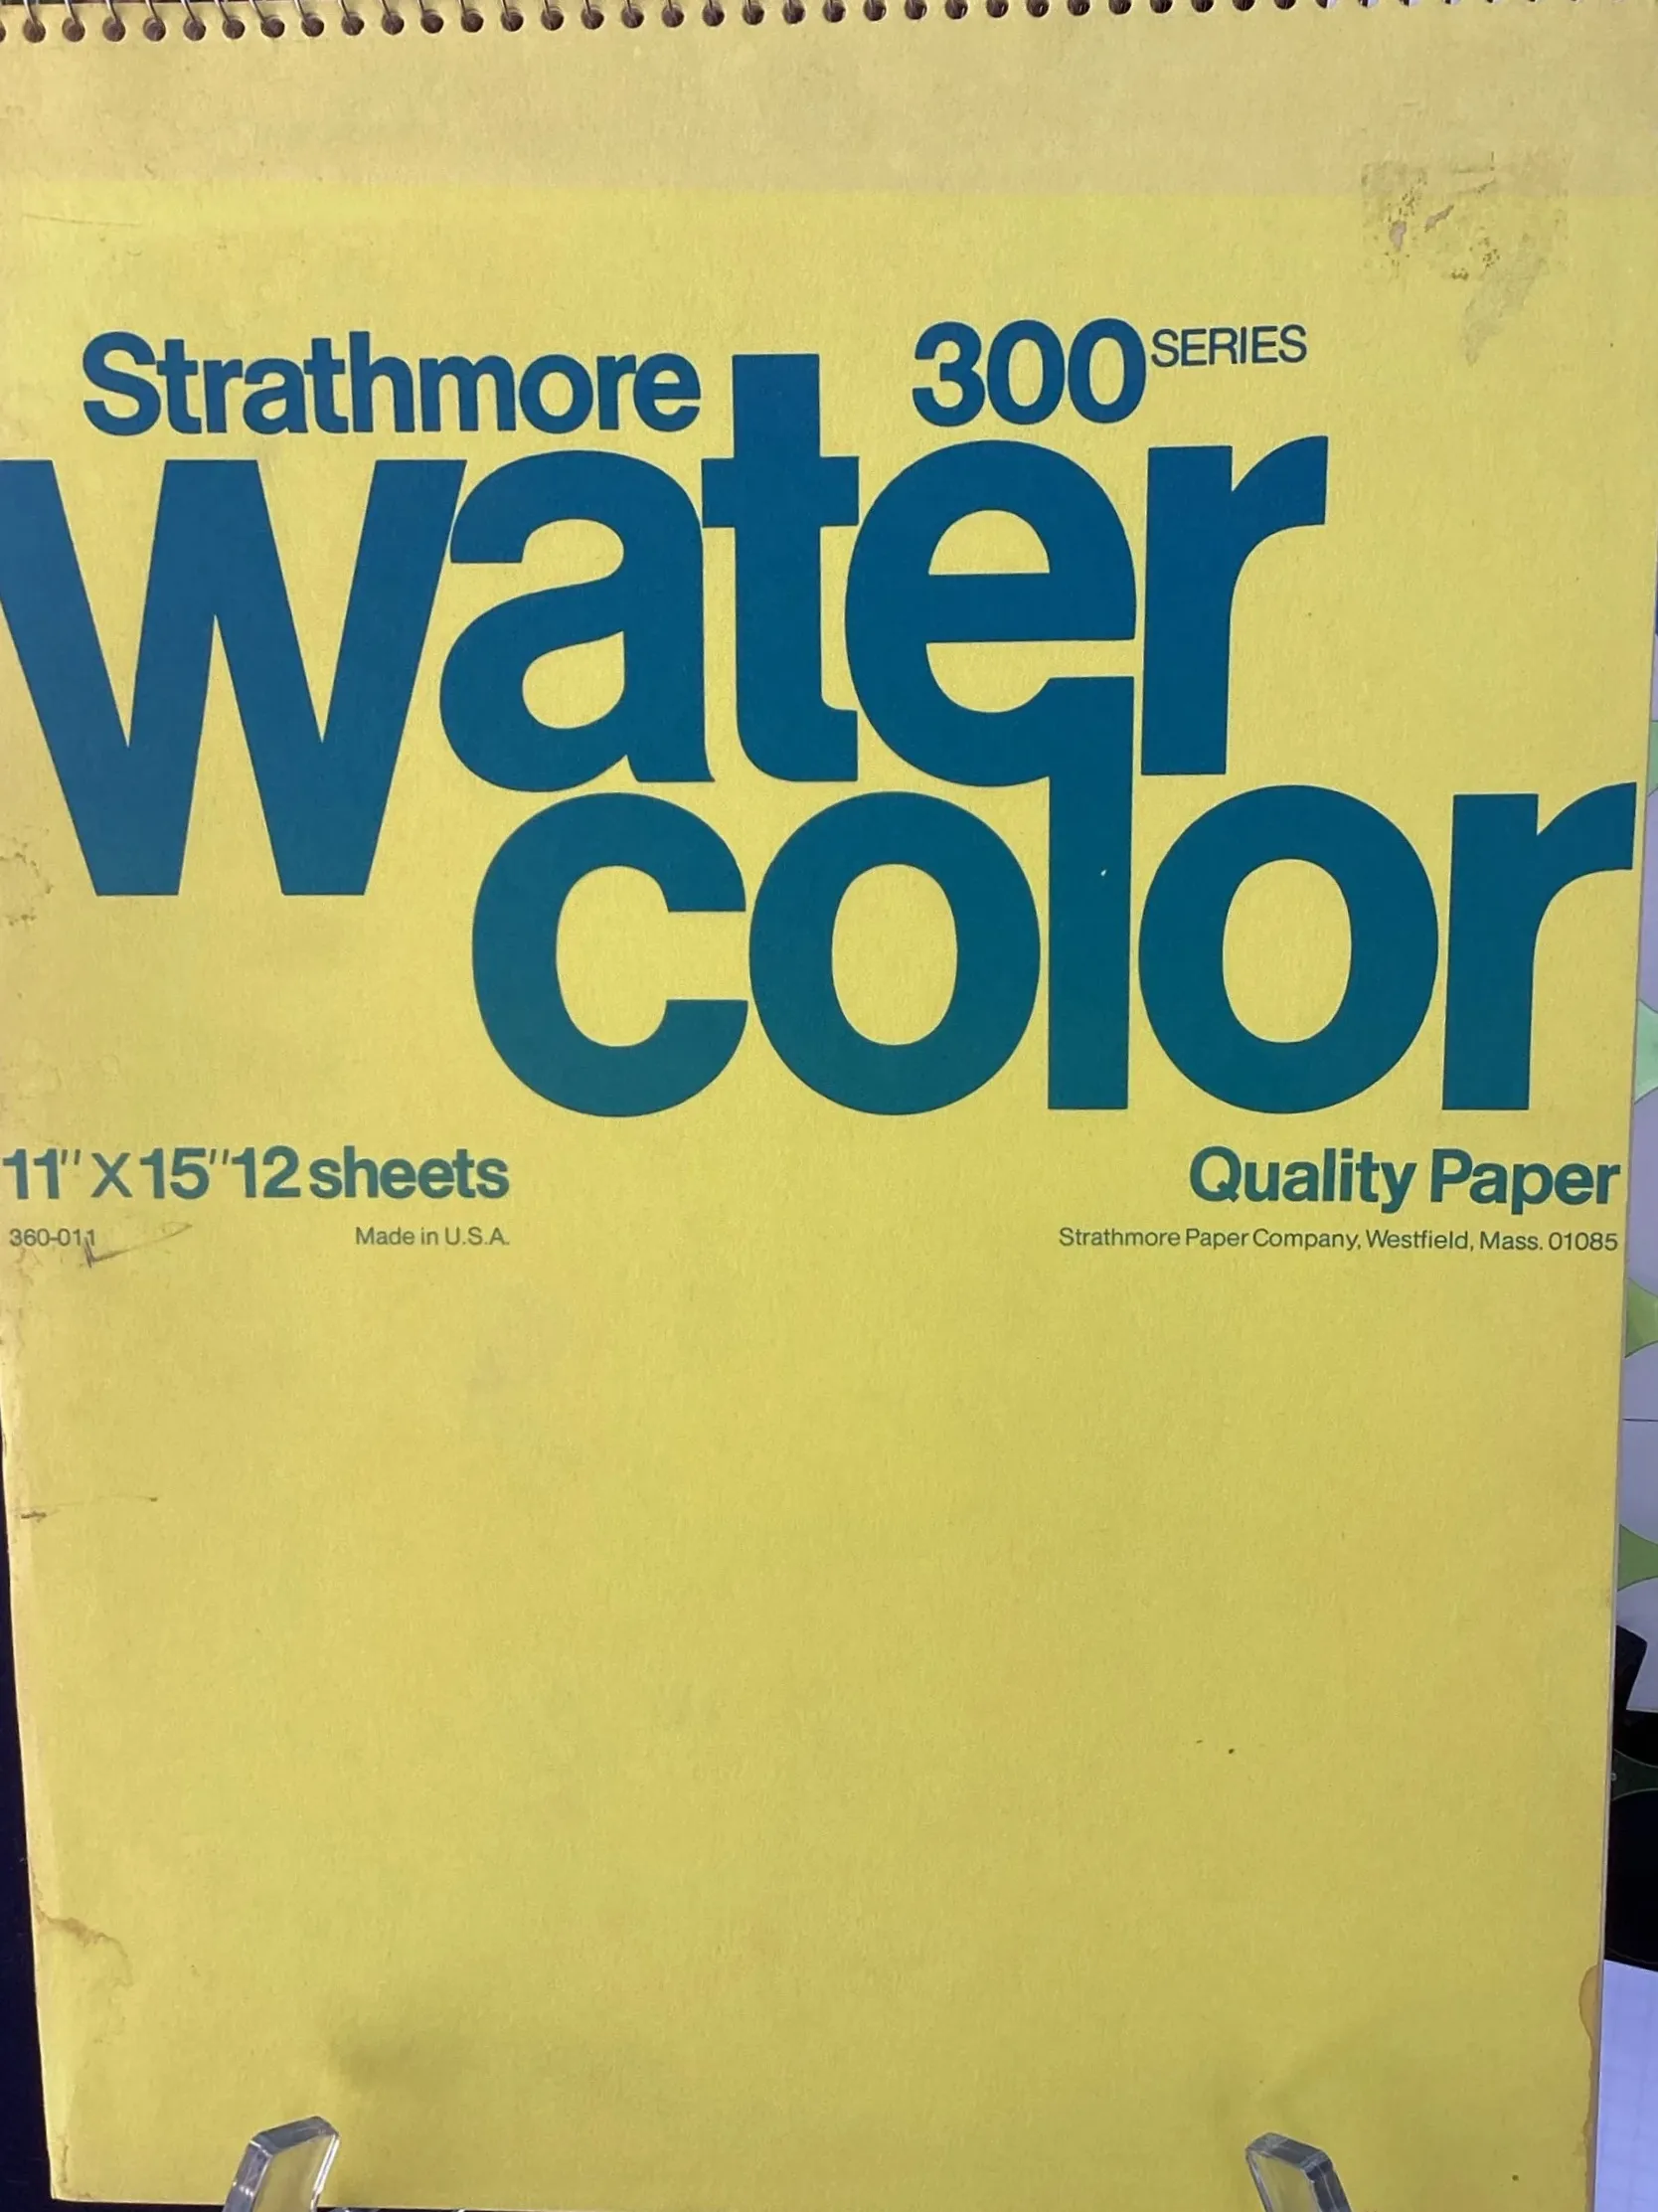 Strathmore 300 SERIES
Water
color
11" X 15" 12 sheets Quality Paper
360-011 Made in U.S.A. Strathmore Paper Company, Westfield, Mass. 01085